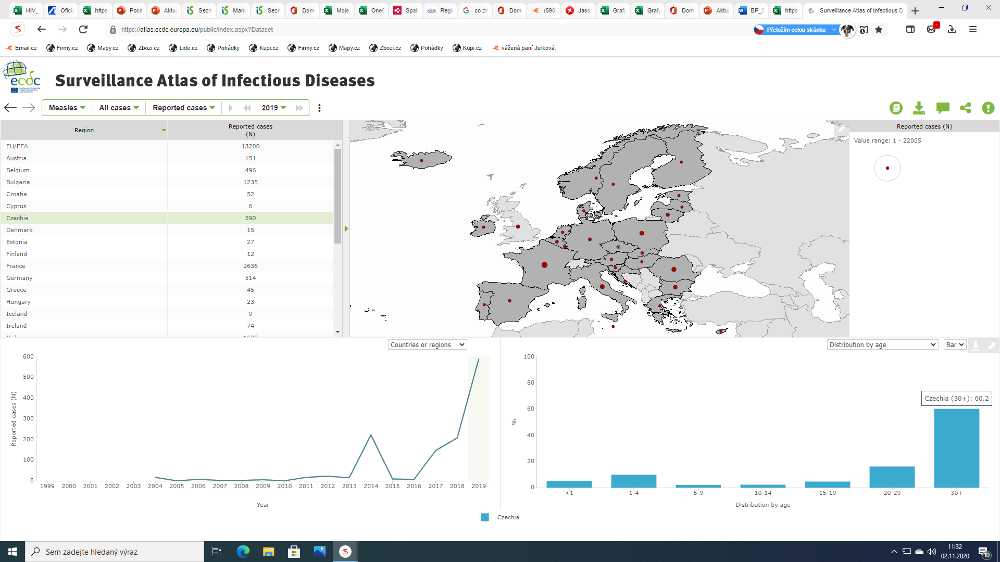 HIV_
Oficiá
https
Poce
Aktua
Sezn
Mani
Sezn
Dom
Moje
OneD
Spalı
Regi
co zr
Dom
(596
Jason
Grafy
Graf
Dom
Aktua
BP_S
https
Surveillance Atlas of Infectious D
https://atlas.ecdc.europa.eu/public/index.aspx?Dataset
Přeložím celou stránku
Email.cz
Firmy.cz
Mapy.cz
Zbozi.cz
Lide.cz
Pohádky
Kupi.cz
Firmy.cz
Mapy.cz
Zbozi.cz
Pohádky
Kupi.cz
vážená paní Jurková,
ecdc
Surveillance Atlas of Infectious Diseases
Measles
All cases
Reported cases
2019
Region
Reported cases
(N)
EU/EEA 13200
Austria 151
Belgium 496
Bulgaria 1235
Croatia 52
Cyprus 6
Czechia 590
Denmark 15
Estonia 27
Finland 12
France 2636
Germany 514
Greece 45
Hungary 23
Iceland 9
Ireland 74
Reported cases (N)
Value range: 1 - 22005
Countries or regions
600
500
400
300
200
100
0
Reported cases (N)
1999 2000 2001 2002 2003 2004 2005 2006 2007 2008 2009 2010 2011 2012 2013 2014 2015 2016 2017 2018 2019
Year
Distribution by age
Bar
100
80
60
40
20
0
%
Czechia (30+): 60.2
<1 1-4 5-9 10-14 15-19 20-29 30+
Distribution by age
Czechia
Sem zadejte hledaný výraz
11:32
02.11.2020
10